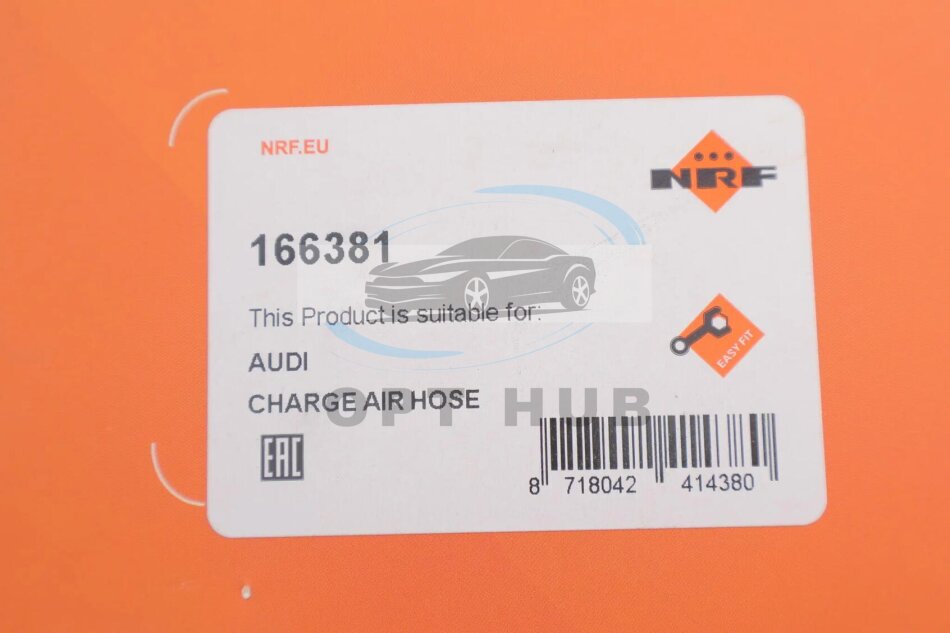 NRF.EU
NRF
166381
This Product is suitable for:
AUDI
EASY FIT
CHARGE AIR HOSE
OPT HUB
EAC
8 718042 414380